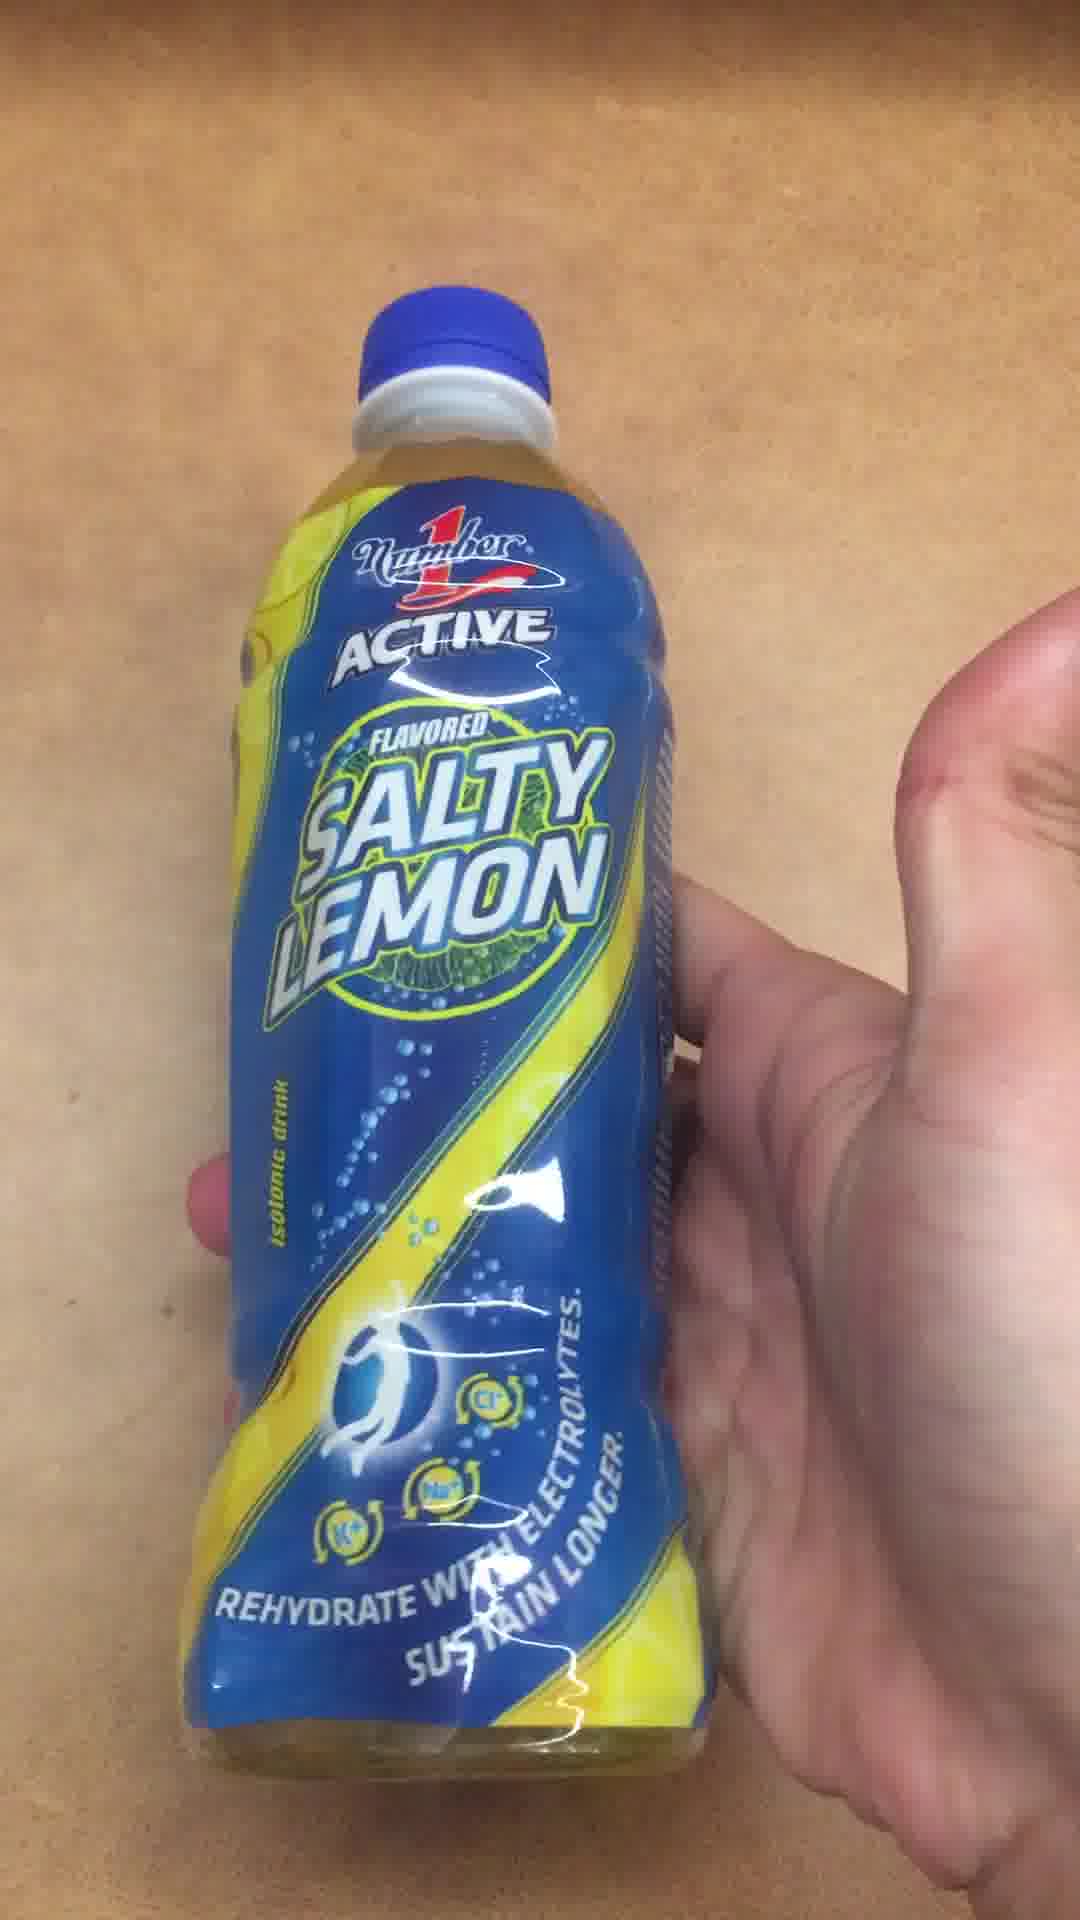 Number 1
ACTIVE
FLAVORED
SALTY
LEMON
isotonic drink
Cl-
Na+
K+
REHYDRATE WITH ELECTROLYTES.
SUSTAIN LONGER.